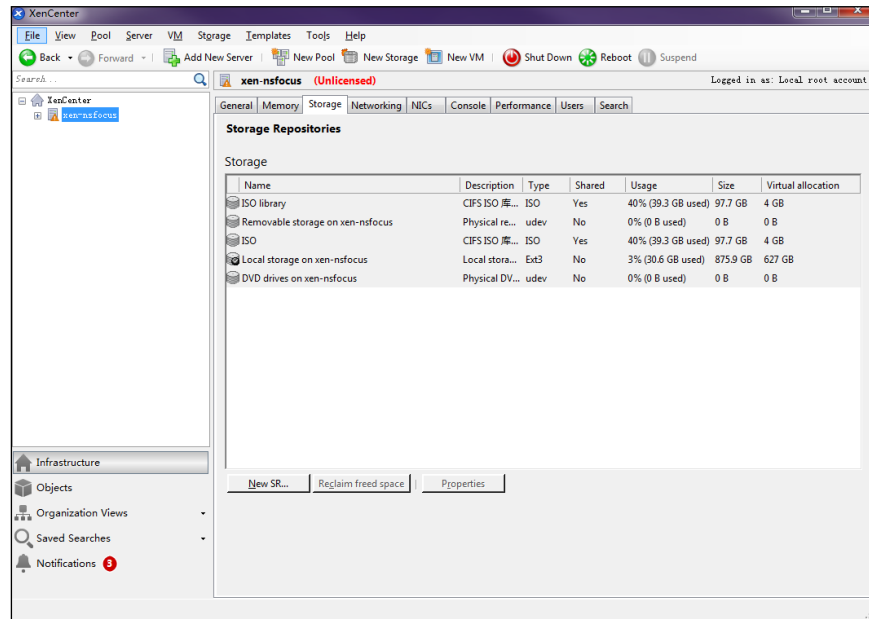 XenCenter
File View Pool Server VM Storage Templates Tools Help
Back Forward Add New Server New Pool New Storage New VM Shut Down Reboot Suspend
Search...
xen-nsfocus (Unlicensed) Logged in as: Local root account
XenCenter
xen-nsfocus
General Memory Storage Networking NICs Console Performance Users Search
Storage Repositories
Storage
Name Description Type Shared Usage Size Virtual allocation
ISO library CIFS ISO 库... ISO Yes 40% (39.3 GB used) 97.7 GB 4 GB
Removable storage on xen-nsfocus Physical re... udev No 0% (0 B used) 0 B 0 B
ISO CIFS ISO 库... ISO Yes 40% (39.3 GB used) 97.7 GB 4 GB
Local storage on xen-nsfocus Local stora... Ext3 No 3% (30.6 GB used) 875.9 GB 627 GB
DVD drives on xen-nsfocus Physical DV... udev No 0% (0 B used) 0 B 0 B
New SR... Reclaim freed space Properties
Infrastructure
Objects
Organization Views
Saved Searches
Notifications 3